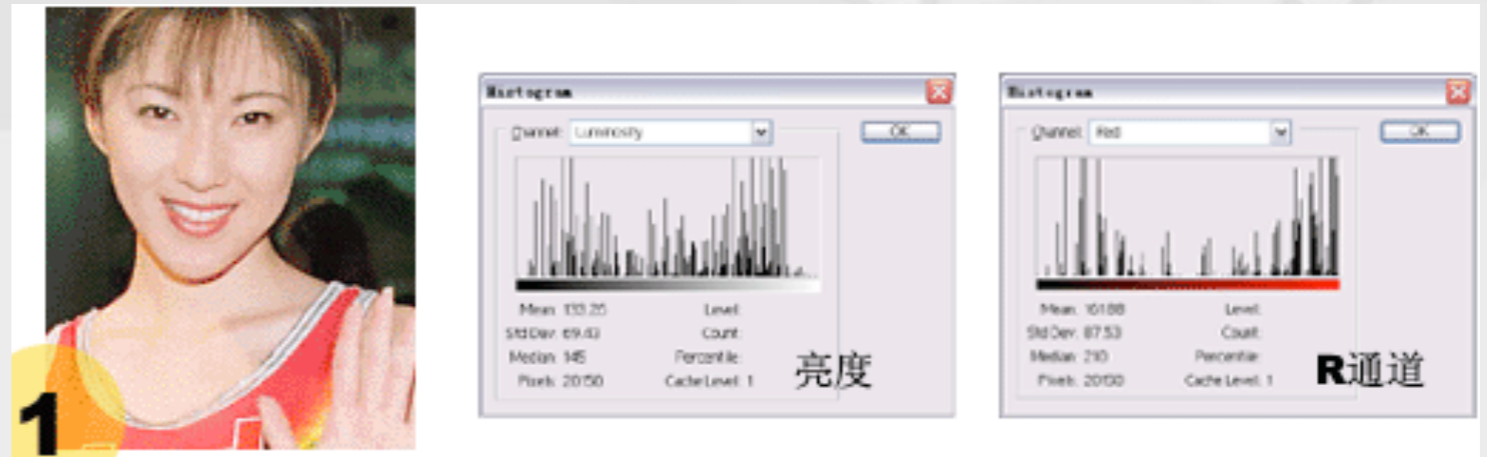 Histogram
Channel: Luminosity
OK
Mean: 133.26
Level:
Std Dev: 69.43
Count:
Median: 145
Percentile:
Pixels: 20150
Cache Level: 1
亮度
Histogram
Channel: Red
OK
Mean: 161.88
Level:
Std Dev: 87.53
Count:
Median: 210
Percentile:
Pixels: 20150
Cache Level: 1
R通道
1